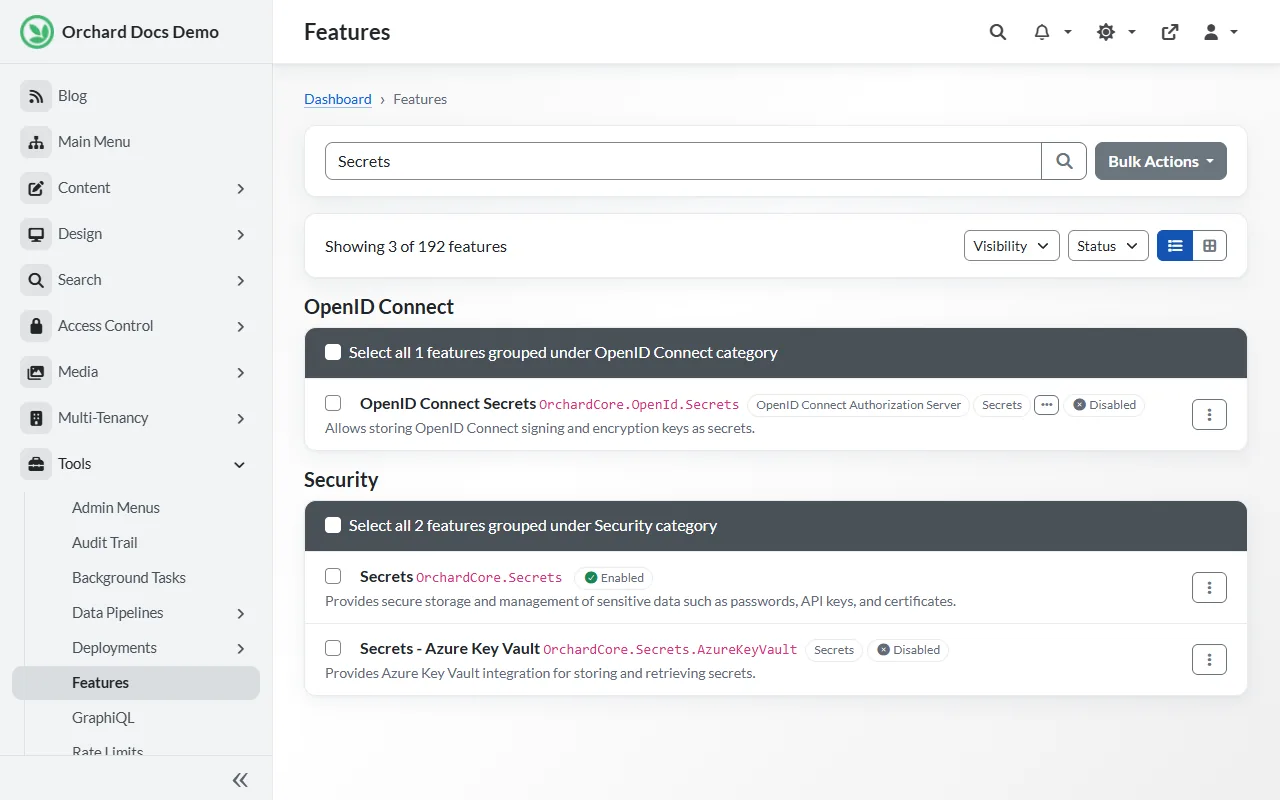 Orchard Docs Demo
Features
Blog
Main Menu
Content
Design
Search
Access Control
Media
Multi-Tenancy
Tools
Admin Menus
Audit Trail
Background Tasks
Data Pipelines
Deployments
Features
GraphiQL
Rate Limits
Dashboard › Features
Secrets
Bulk Actions
Showing 3 of 192 features
Visibility
Status
OpenID Connect
Select all 1 features grouped under OpenID Connect category
OpenID Connect Secrets OrchardCore.OpenId.Secrets OpenID Connect Authorization Server Secrets Disabled
Allows storing OpenID Connect signing and encryption keys as secrets.
Security
Select all 2 features grouped under Security category
Secrets OrchardCore.Secrets Enabled
Provides secure storage and management of sensitive data such as passwords, API keys, and certificates.
Secrets - Azure Key Vault OrchardCore.Secrets.AzureKeyVault Secrets Disabled
Provides Azure Key Vault integration for storing and retrieving secrets.